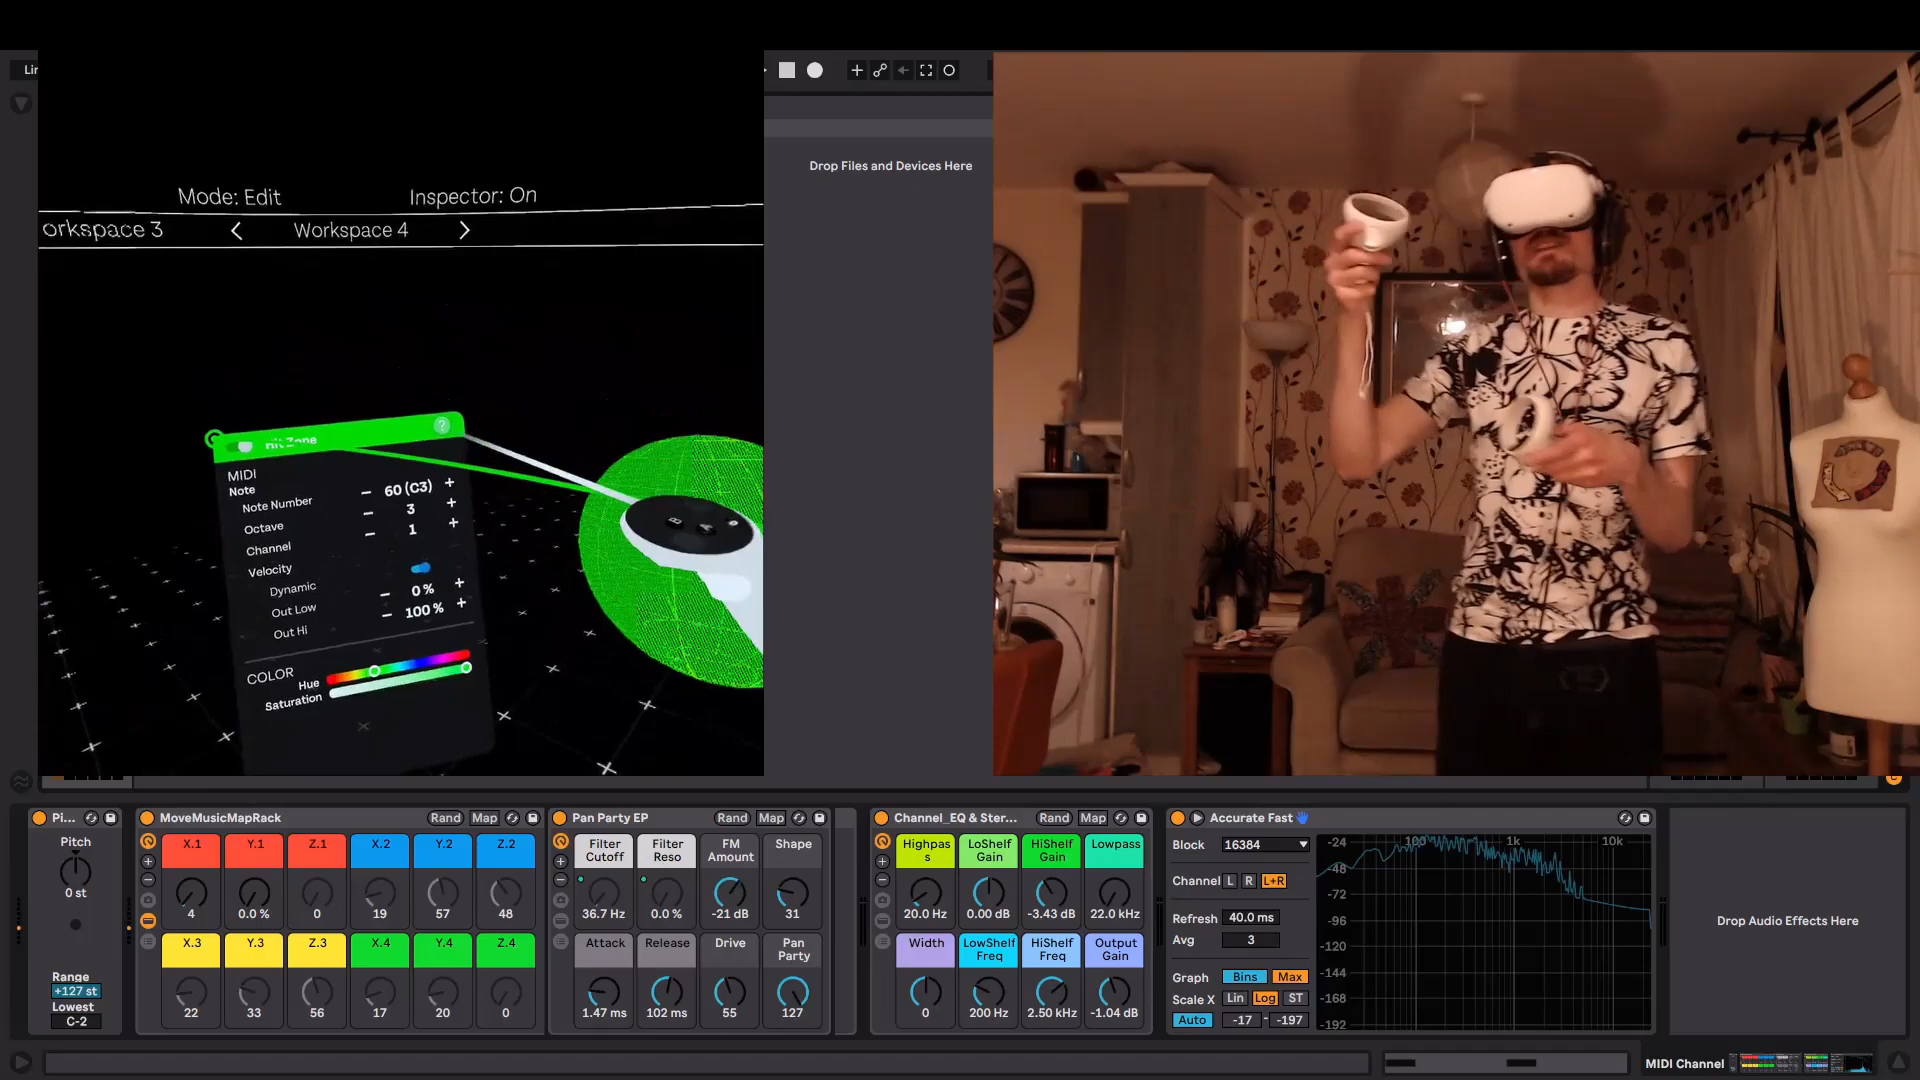 Lir
Drop Files and Devices Here
Mode: Edit
Inspector: On
orkspace 3
Workspace 4
Hit Zone
?
MIDI
Note
Note Number
60 (C3)
Octave
3
Channel
1
Velocity
Dynamic
Out Low
0 %
Out Hi
100 %
COLOR
Hue
Saturation
B
A
Pi...
MoveMusicMapRack
Rand
Map
Pan Party EP
Rand
Map
Channel_EQ & Ster...
Rand
Map
Accurate Fast
Pitch
0 st
Range
+127 st
Lowest
C-2
X.1
Y.1
Z.1
X.2
Y.2
Z.2
4
0.0 %
0
19
57
48
X.3
Y.3
Z.3
X.4
Y.4
Z.4
22
33
56
17
20
0
Filter Cutoff
Filter Reso
FM Amount
Shape
36.7 Hz
0.0 %
-21 dB
31
Attack
Release
Drive
Pan Party
1.47 ms
102 ms
55
127
Highpass
LoShelf Gain
HiShelf Gain
Lowpass
20.0 Hz
0.00 dB
-3.43 dB
22.0 kHz
Width
LowShelf Freq
HiShelf Freq
Output Gain
0
200 Hz
2.50 kHz
-1.04 dB
Block
16384
Channel
L
R
L+R
Refresh
40.0 ms
Avg
3
Graph
Bins
Max
Scale X
Lin
Log
ST
Auto
-17
-
-197
-24
-48
-72
-96
-120
-144
-168
-192
100
1k
10k
Drop Audio Effects Here
MIDI Channel